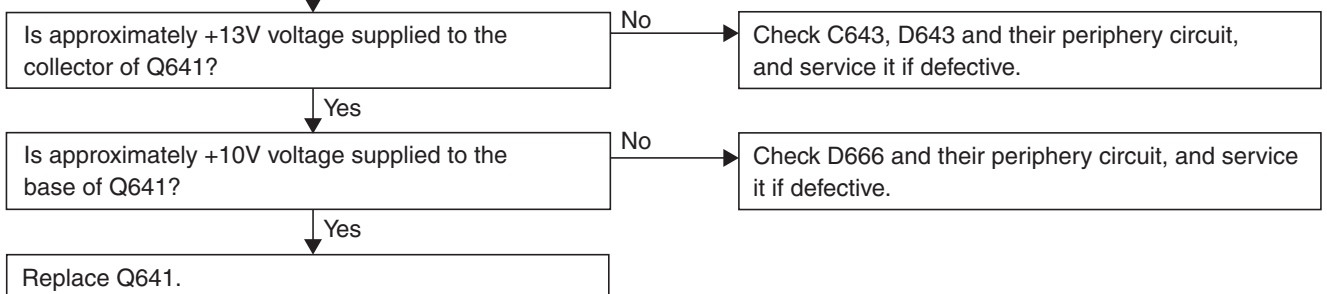 Is approximately +13V voltage supplied to the
collector of Q641?
No
Check C643, D643 and their periphery circuit,
and service it if defective.
Yes
Is approximately +10V voltage supplied to the
base of Q641?
No
Check D666 and their periphery circuit, and service
it if defective.
Yes
Replace Q641.